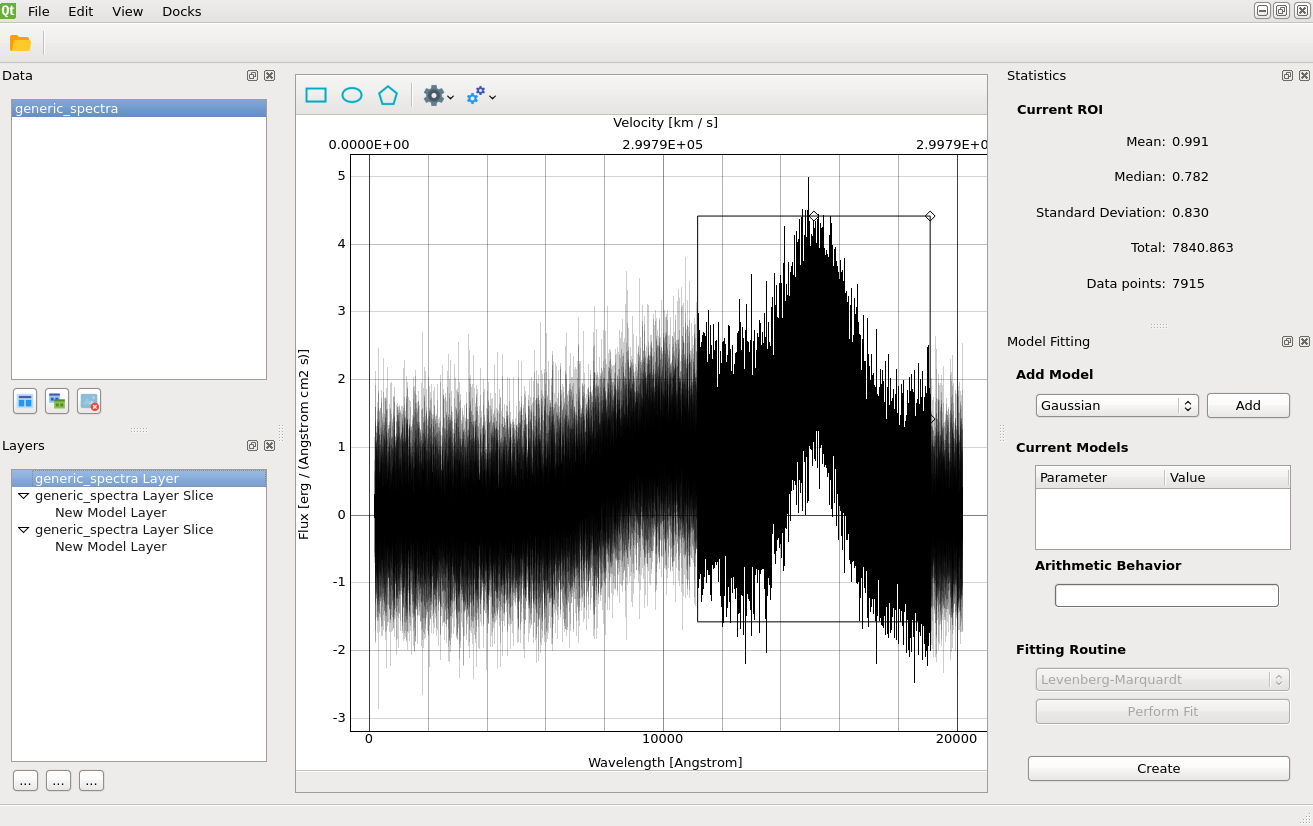 Qt File Edit View Docks
Data
generic_spectra
Layers
generic_spectra Layer
generic_spectra Layer Slice
New Model Layer
generic_spectra Layer Slice
New Model Layer
... ... ...
Velocity [km / s]
0.0000E+00 2.9979E+05 2.9979E+0
Flux [erg / (Angstrom cm2 s)]
5
4
3
2
1
0
-1
-2
-3
0 10000 20000
Wavelength [Angstrom]
Statistics
Current ROI
Mean: 0.991
Median: 0.782
Standard Deviation: 0.830
Total: 7840.863
Data points: 7915
Model Fitting
Add Model
Gaussian Add
Current Models
Parameter Value
Arithmetic Behavior
Fitting Routine
Levenberg-Marquardt
Perform Fit
Create